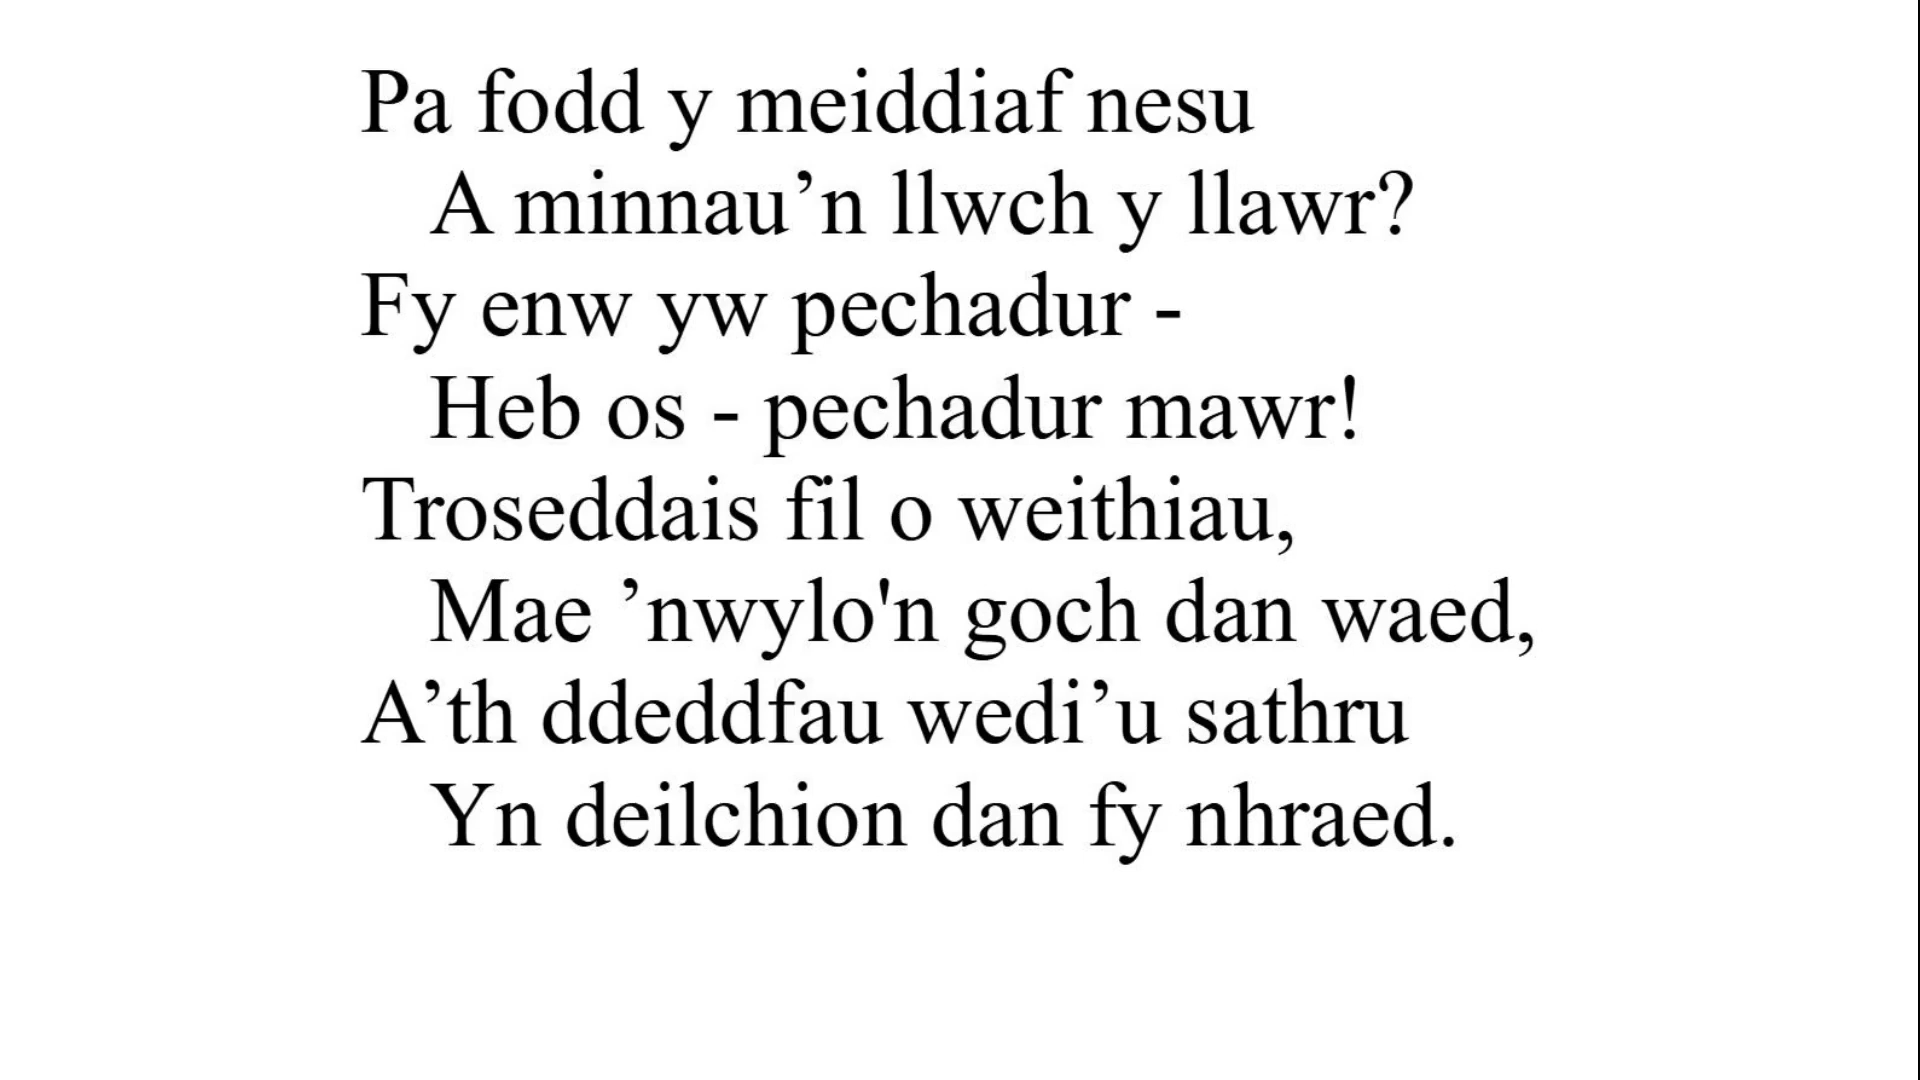 Pa fodd y meiddiaf nesu
A minnau’n llwch y llawr?
Fy enw yw pechadur -
Heb os - pechadur mawr!
Troseddais fil o weithiau,
Mae ’nwylo'n goch dan waed,
A’th ddeddfau wedi’u sathru
Yn deilchion dan fy nhraed.